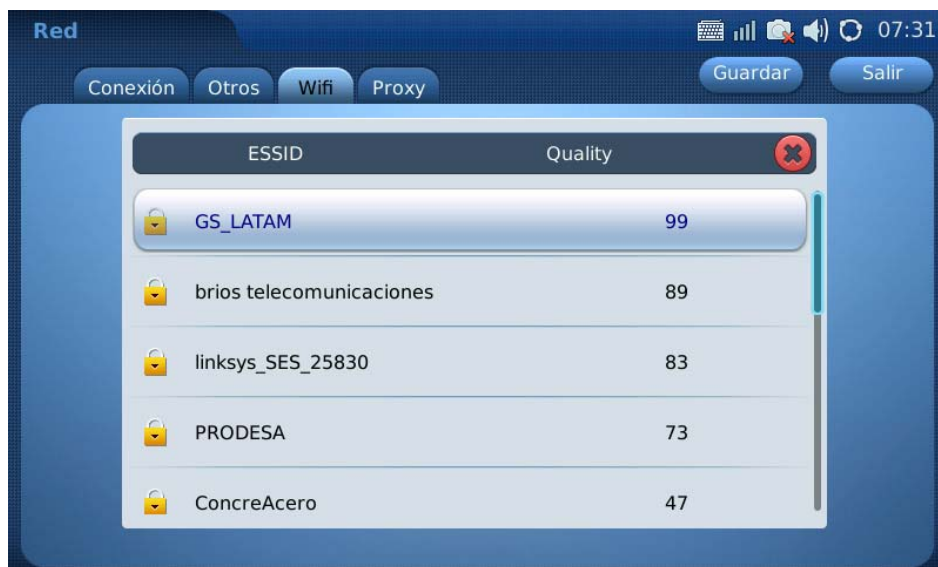 Red 07:31
Conexión Otros Wifi Proxy Guardar Salir
ESSID Quality
GS_LATAM 99
brios telecomunicaciones 89
linksys_SES_25830 83
PRODESA 73
ConcreAcero 47